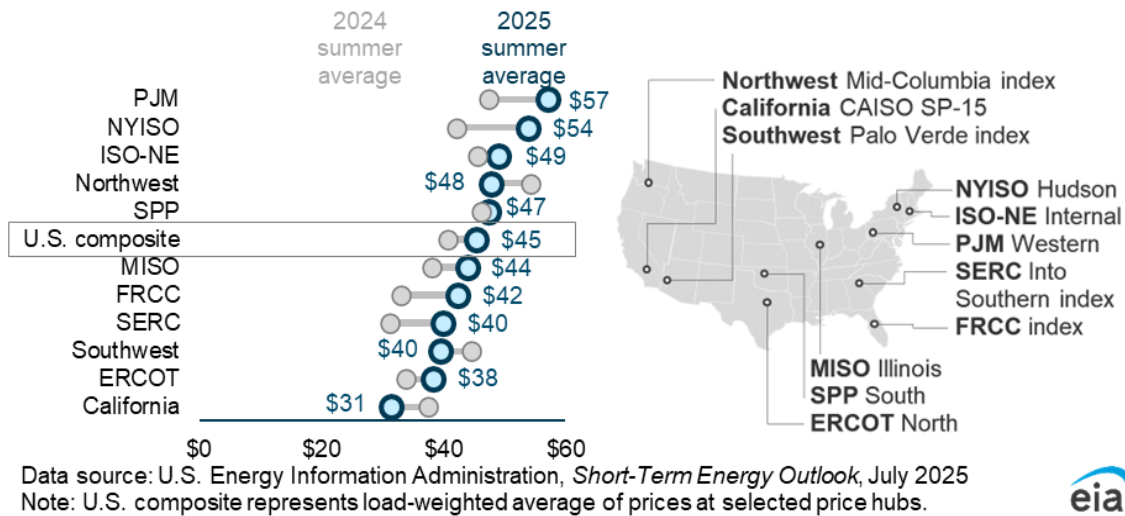 2024
summer
average
2025
summer
average
PJM
$57
NYISO
$54
ISO-NE
$49
Northwest
$48
SPP
$47
U.S. composite
$45
MISO
$44
FRCC
$42
SERC
$40
Southwest
$40
ERCOT
$38
California
$31
$0 $20 $40 $60
Northwest Mid-Columbia index
California CAISO SP-15
Southwest Palo Verde index
NYISO Hudson
ISO-NE Internal
PJM Western
SERC Into
Southern index
FRCC index
MISO Illinois
SPP South
ERCOT North
Data source: U.S. Energy Information Administration, Short-Term Energy Outlook, July 2025
Note: U.S. composite represents load-weighted average of prices at selected price hubs.
eia